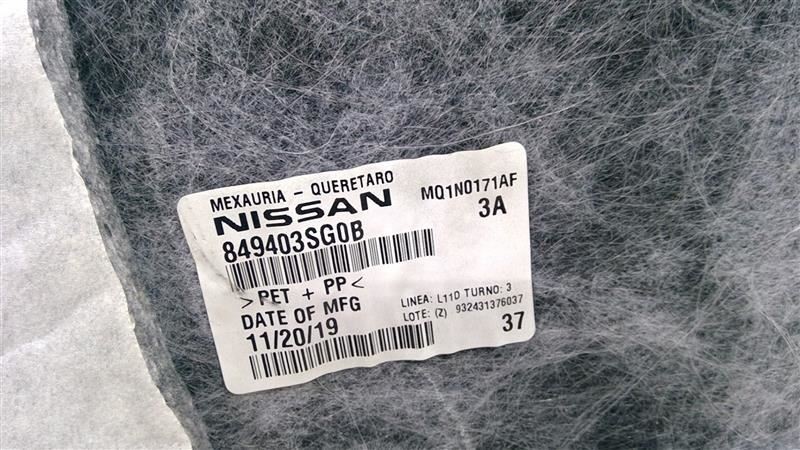 MEXAURIA - QUERETARO
NISSAN
MQ1N0171AF
3A
849403SG0B
>PET + PP<
DATE OF MFG
11/20/19
LINEA: L11D TURNO: 3
LOTE: (Z) 932431376037
37